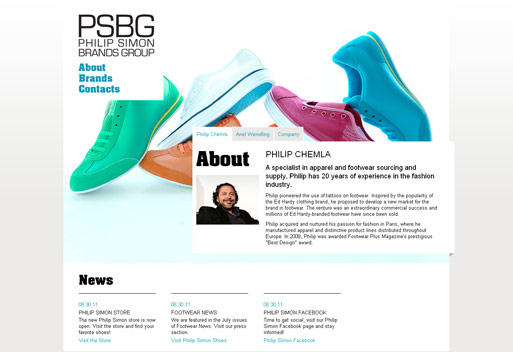 PSBG
PHILIP SIMON
BRANDS GROUP
About
Brands
Contacts
Philip Chemla
Ariel Wendling
Company
About
PHILIP CHEMLA
A specialist in apparel and footwear sourcing and
supply, Philip has 20 years of experience in the fashion
industry.
Philip pioneered the use of tattoos on footwear. Inspired by the popularity of
the Ed Hardy clothing brand, he proposed to develop a new market for the
brand in footwear. The venture was an extraordinary commercial success and
millions of Ed Hardy-branded footwear have since been sold.
Philip acquired and nurtured his passion for fashion in Paris, where he
manufactured apparel and distinctive product lines distributed throughout
Europe. In 2008, Philip was awarded Footwear Plus Magazine's prestigious
"Best Design" award.
News
08.30.11
PHILIP SIMON STORE
The new Philip Simon store is now
open. Visit the store and find your
favorite shoes!
Visit the Store
08.30.11
FOOTWEAR NEWS
We are featured in the July issues
of Footwear News. Visit our press
section.
Visit Philip Simon Shoes
08.30.11
PHILIP SIMON FACEBOOK
Time to get social, visit our Philip
Simon Facebook page and stay
informed!
Philip Simon Facebook